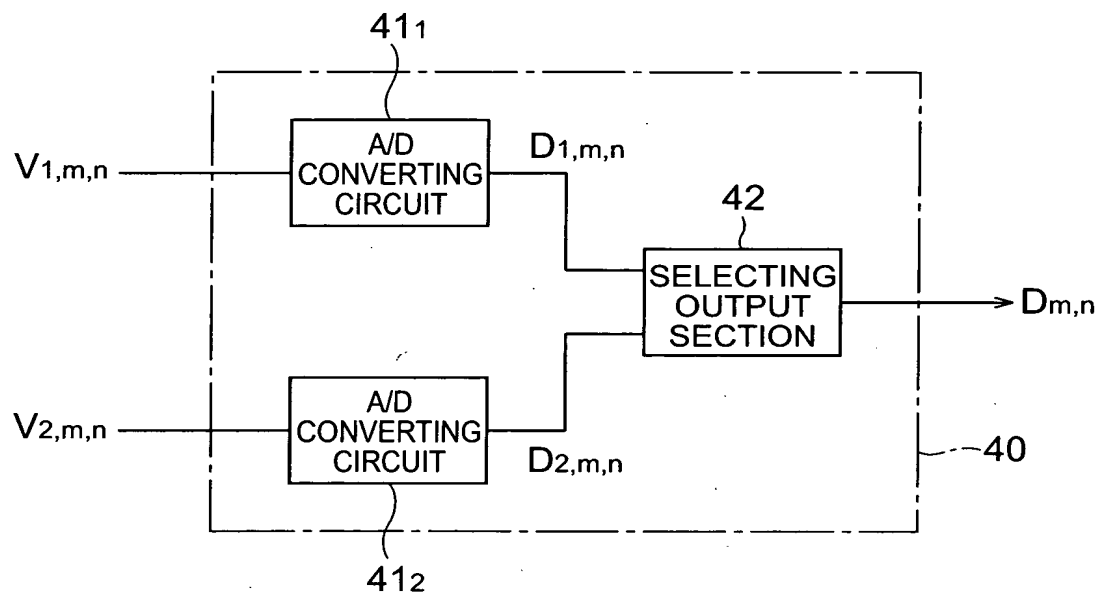 41₁
A/D
CONVERTING
CIRCUIT
V1,m,n
D1,m,n
42
SELECTING
OUTPUT
SECTION
Dm,n
A/D
CONVERTING
CIRCUIT
V2,m,n
D2,m,n
40
41₂